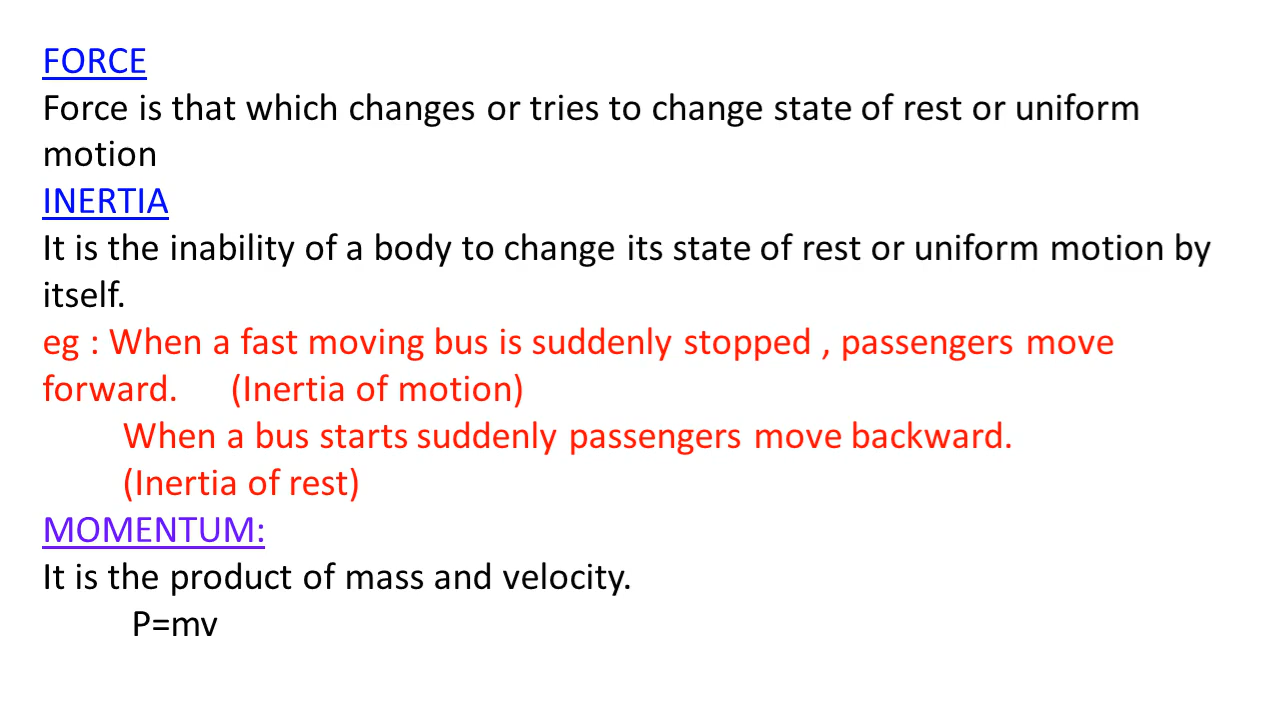 FORCE
Force is that which changes or tries to change state of rest or uniform
motion
INERTIA
It is the inability of a body to change its state of rest or uniform motion by
itself.
eg : When a fast moving bus is suddenly stopped , passengers move
forward. (Inertia of motion)
When a bus starts suddenly passengers move backward.
(Inertia of rest)
MOMENTUM:
It is the product of mass and velocity.
P=mv